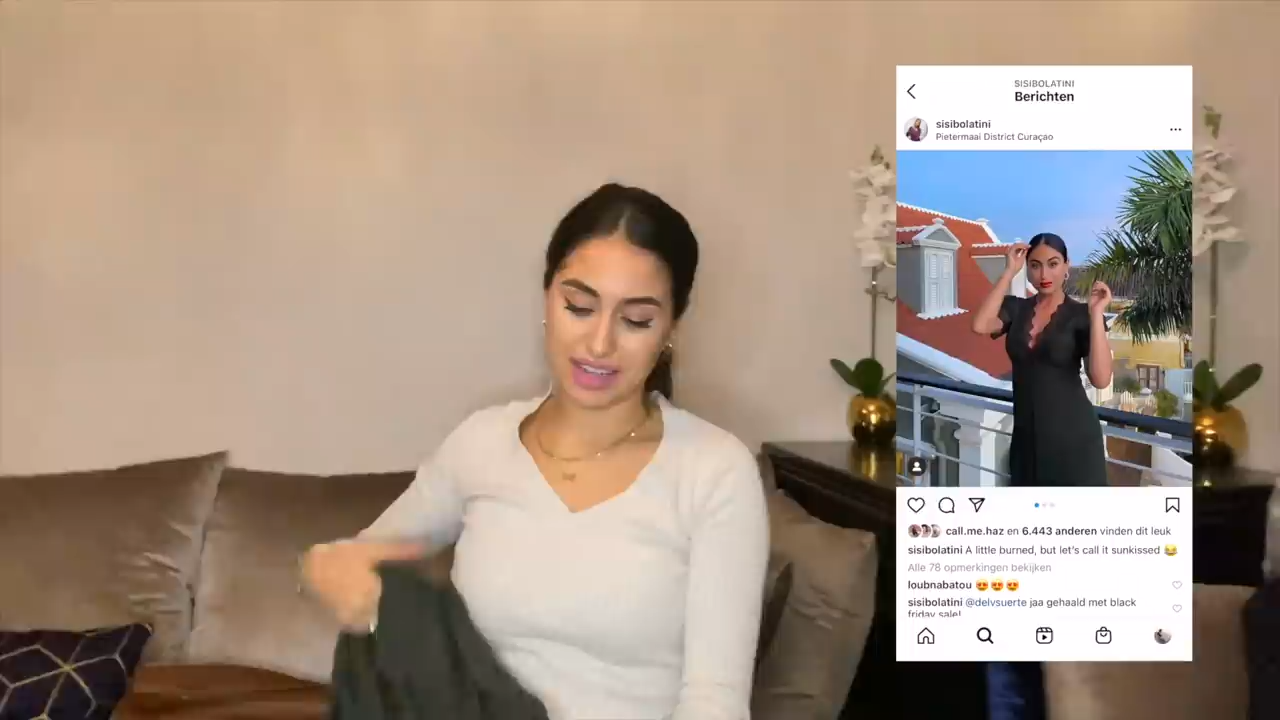 SISIBOLATINI
Berichten
sisibolatini
Pietermaai District Curaçao
call.me.haz en 6.443 anderen vinden dit leuk
sisibolatini A little burned, but let's call it sunkissed 😂
Alle 78 opmerkingen bekijken
loubnabatou 😍😍😍
sisibolatini @delvsuerte jaa gehaald met black
friday sale!